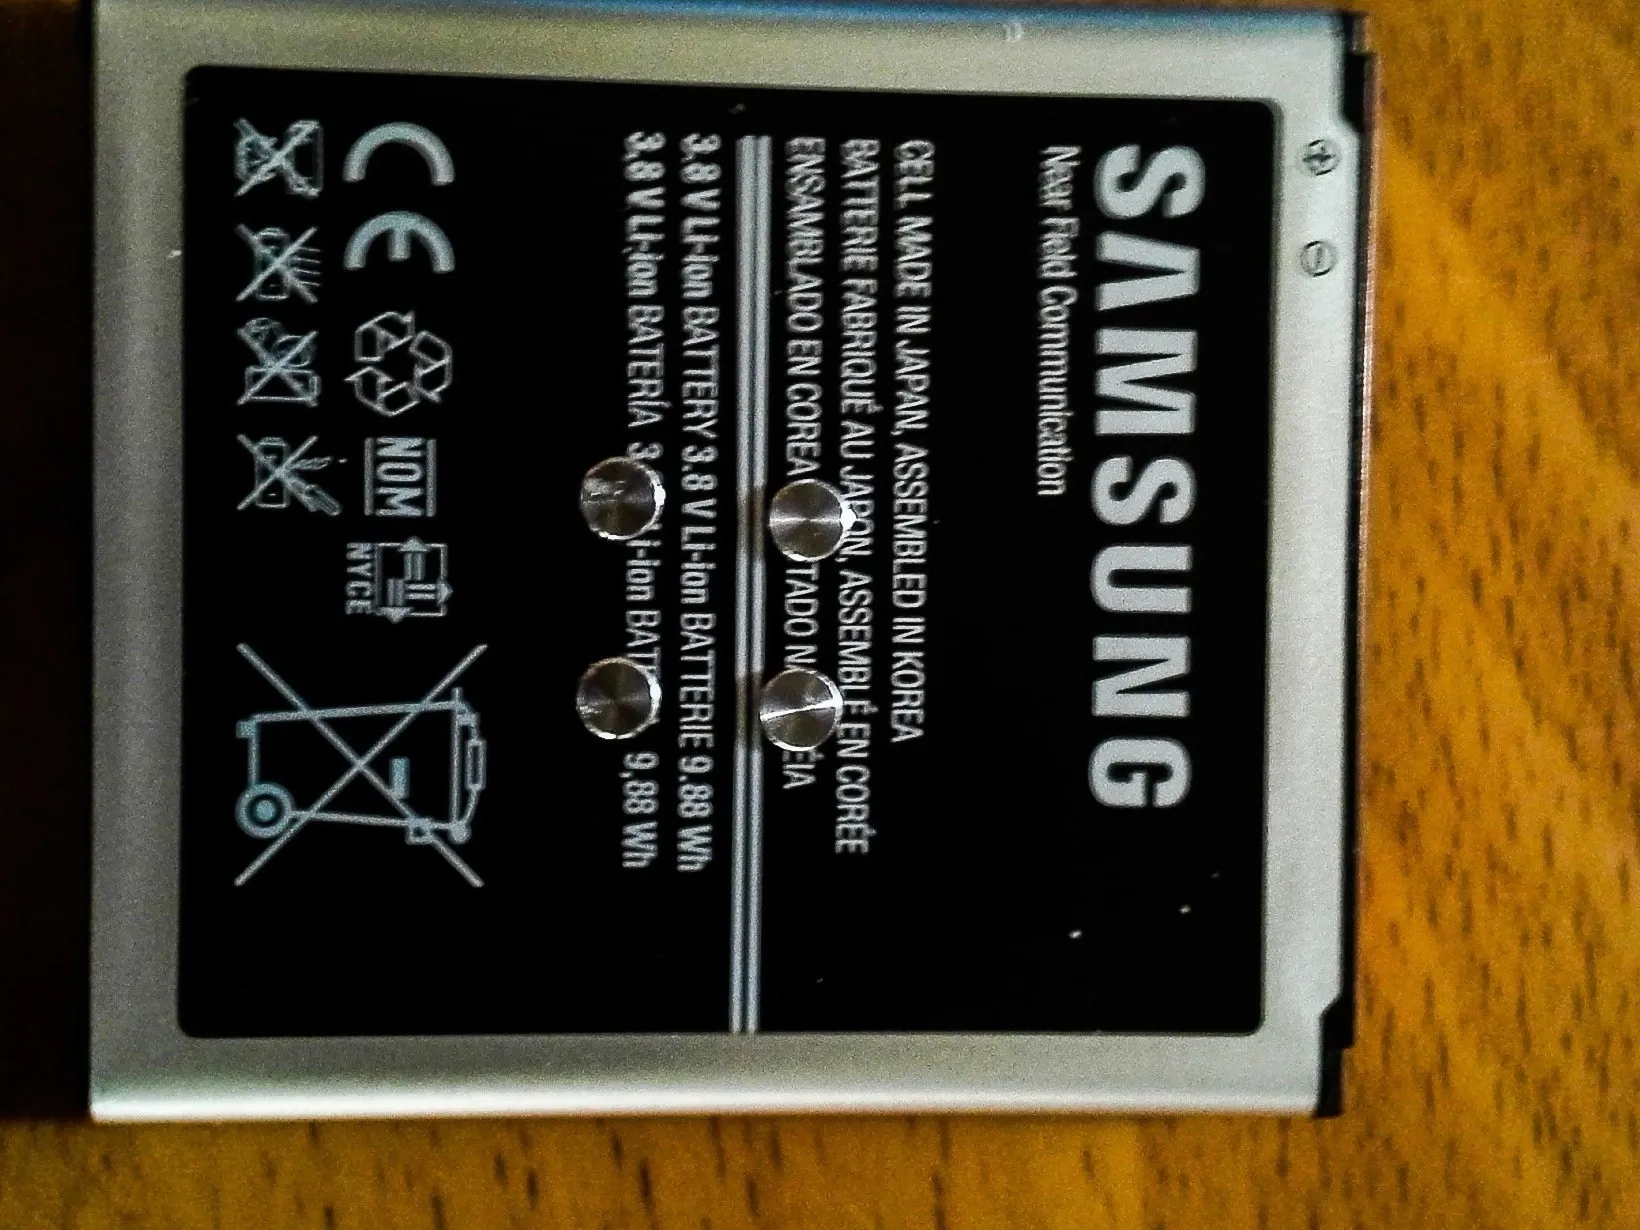 SAMSUNG
Near Field Communication
CELL MADE IN JAPAN, ASSEMBLED IN KOREA
BATTERIE FABRIQUÉ AU JAPON, ASSEMBLÉ EN CORÉE
ENSAMBLADO EN COREA
3.8 V Li-ion BATTERY 3.8 V Li-ion BATTERIE 9.88 Wh
3,8 V Li-ion BATERÍA 9,88 Wh
CE
NOM
NYCE